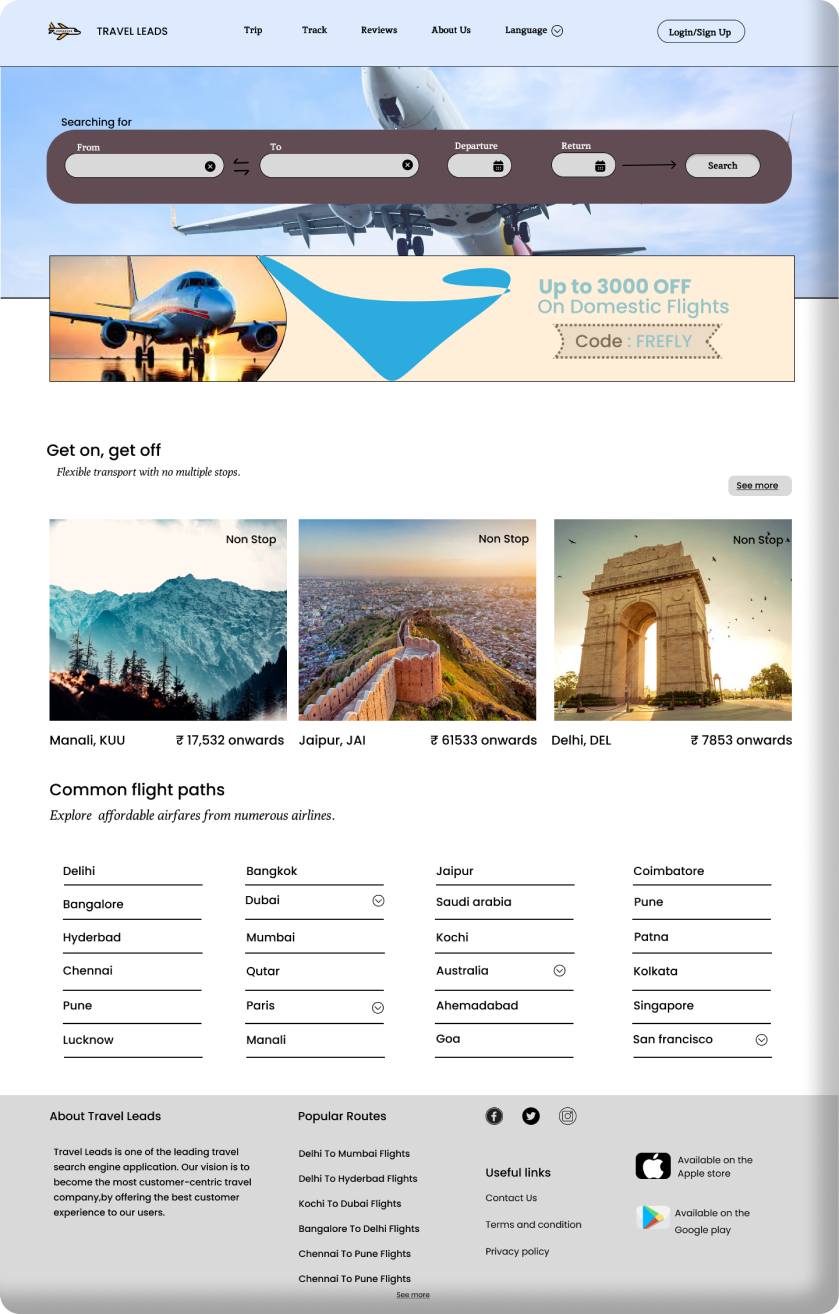 TRAVEL LEADS
Trip
Track
Reviews
About Us
Language
Login/Sign Up
Searching for
From
To
Departure
Return
Search
Up to 3000 OFF
On Domestic Flights
Code : FREFLY
Get on, get off
Flexible transport with no multiple stops.
See more
Non Stop
Non Stop
Non Stop
Manali, KUU
₹ 17,532 onwards
Jaipur, JAI
₹ 61533 onwards
Delhi, DEL
₹ 7853 onwards
Common flight paths
Explore affordable airfares from numerous airlines.
Delihi
Bangkok
Jaipur
Coimbatore
Bangalore
Dubai
Saudi arabia
Pune
Hyderbad
Mumbai
Kochi
Patna
Chennai
Qutar
Australia
Kolkata
Pune
Paris
Ahemadabad
Singapore
Lucknow
Manali
Goa
San francisco
About Travel Leads
Travel Leads is one of the leading travel
search engine application. Our vision is to
become the most customer-centric travel
company,by offering the best customer
experience to our users.
Popular Routes
Delhi To Mumbai Flights
Delhi To Hyderbad Flights
Kochi To Dubai Flights
Bangalore To Delhi Flights
Chennai To Pune Flights
Chennai To Pune Flights
See more
Useful links
Contact Us
Terms and condition
Privacy policy
Available on the
Apple store
Available on the
Google play